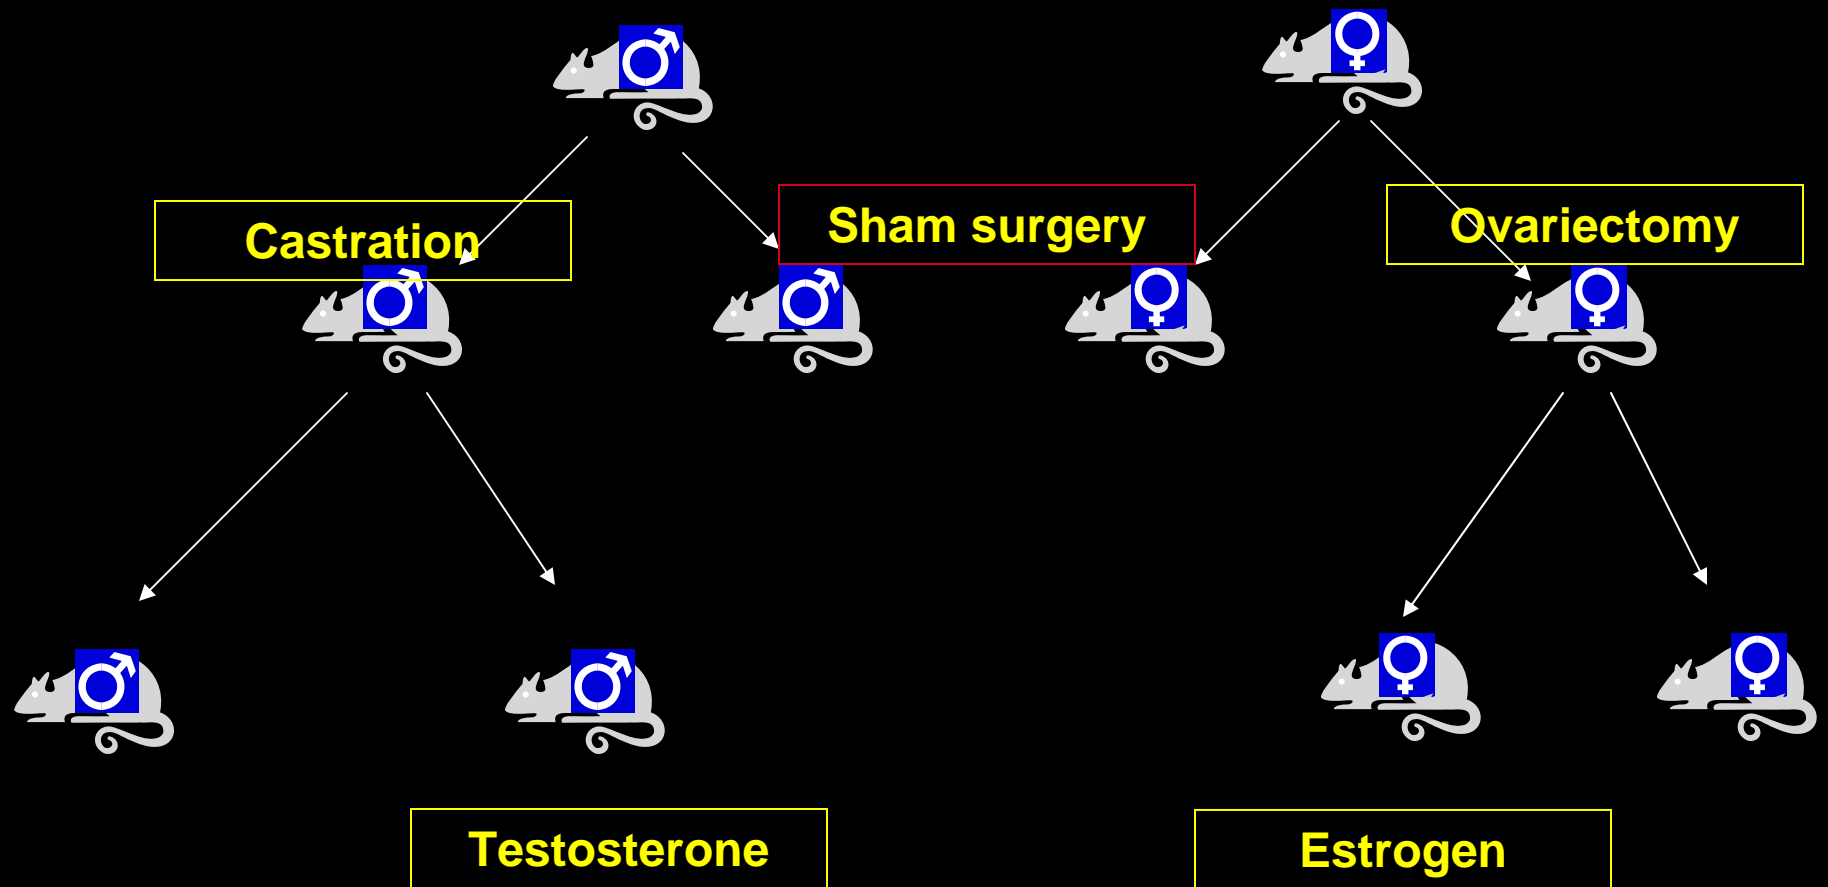 Castration
Sham surgery
Ovariectomy
Testosterone
Estrogen